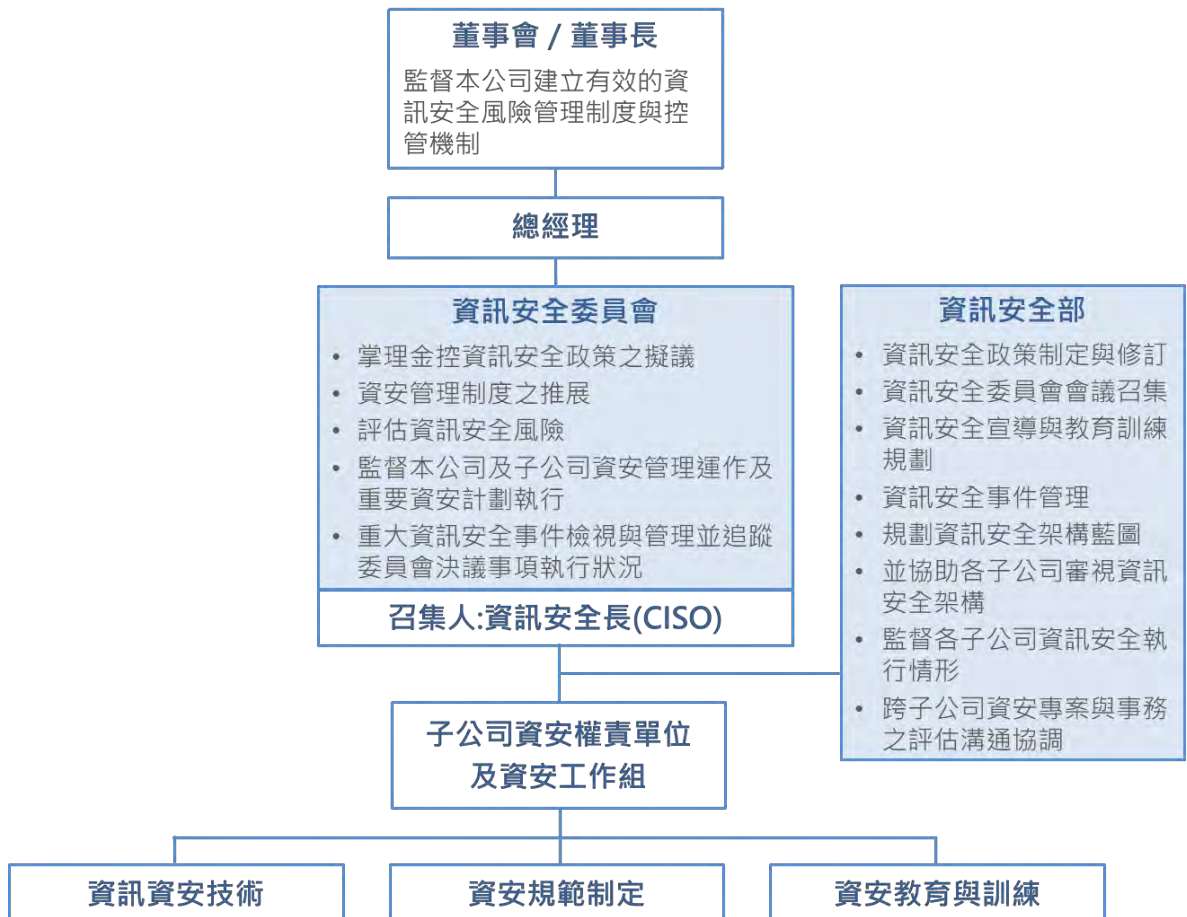 董事會 / 董事長
監督本公司建立有效的資
訊安全風險管理制度與控
管機制
總經理
資訊安全委員會
• 掌理金控資訊安全政策之擬議
• 資安管理制度之推展
• 評估資訊安全風險
• 監督本公司及子公司資安管理運作及
重要資安計劃執行
• 重大資訊安全事件檢視與管理並追蹤
委員會決議事項執行狀況
召集人:資訊安全長(CISO)
資訊安全部
• 資訊安全政策制定與修訂
• 資訊安全委員會會議召集
• 資訊安全宣導與教育訓練
規劃
• 資訊安全事件管理
• 規劃資訊安全架構藍圖
• 並協助各子公司審視資訊
安全架構
• 監督各子公司資訊安全執
行情形
• 跨子公司資安專案與事務
之評估溝通協調
子公司資安權責單位
及資安工作組
資訊資安技術
資安規範制定
資安教育與訓練